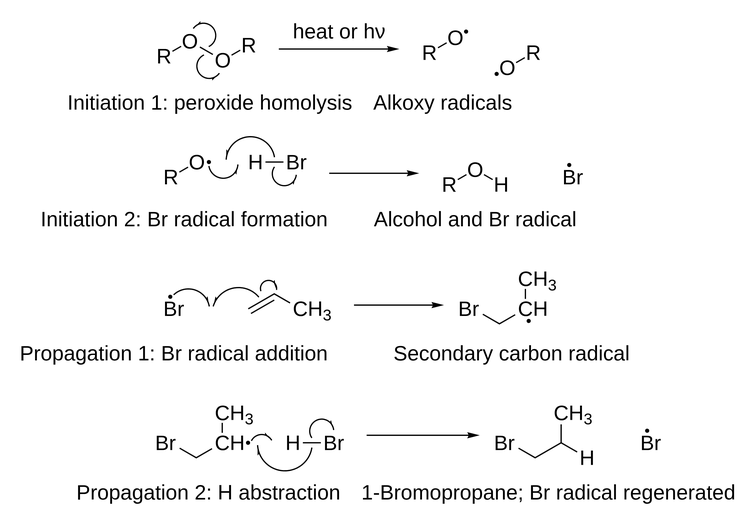 R O O R heat or hν R O• •O R
Initiation 1: peroxide homolysis Alkoxy radicals
R O• H Br R O H Br
Initiation 2: Br radical formation Alcohol and Br radical
CH3
Br CH3 Br CH
Propagation 1: Br radical addition Secondary carbon radical
CH3 CH3
Br CH• H Br Br H Br
Propagation 2: H abstraction 1-Bromopropane; Br radical regenerated